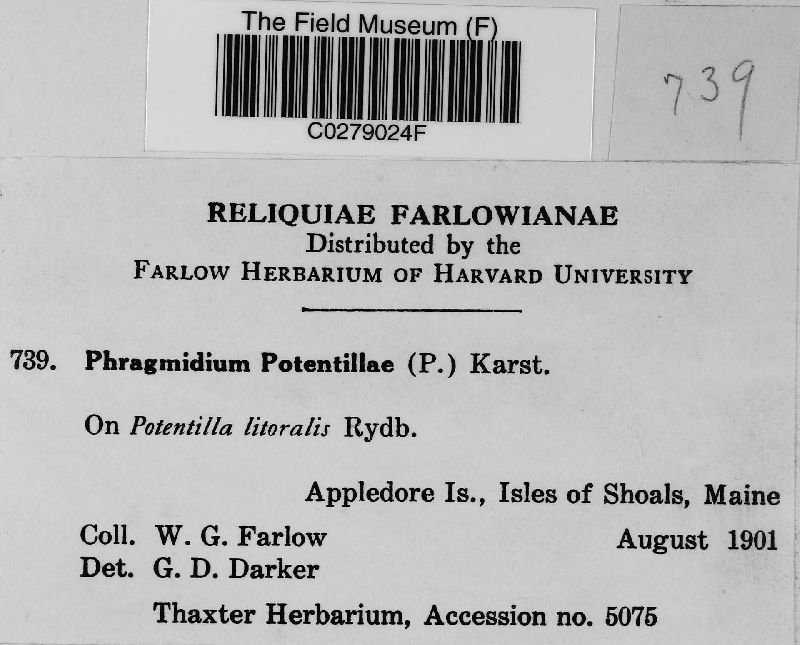 The Field Museum (F)
C0279024F
739
RELIQUIAE FARLOWIANAE
Distributed by the
FARLOW HERBARIUM OF HARVARD UNIVERSITY
739. Phragmidium Potentillae (P.) Karst.
On Potentilla litoralis Rydb.
Appledore Is., Isles of Shoals, Maine
Coll. W. G. Farlow August 1901
Det. G. D. Darker
Thaxter Herbarium, Accession no. 5075